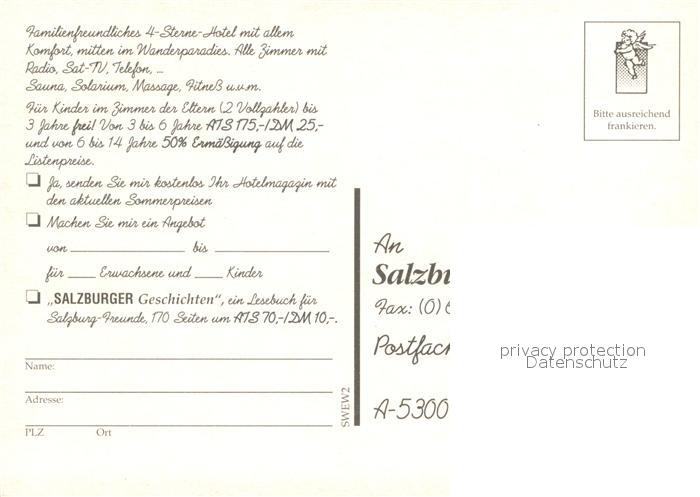 Familienfreundliches 4-Sterne-Hotel mit allem
Komfort, mitten im Wanderparadies. Alle Zimmer mit
Radio, Sat-TV, Telefon, ...
Sauna, Solarium, Massage, Fitneß u.v.m.
Für Kinder im Zimmer der Eltern (2 Vollzahler) bis
3 Jahre frei! Von 3 bis 6 Jahre ATS 175,-/DM 25,-
und von 6 bis 14 Jahre 50% Ermäßigung auf die
Listenpreise.
Ja, senden Sie mir kostenlos Ihr Hotelmagazin mit
den aktuellen Sommerpreisen
Machen Sie mir ein Angebot
von bis
für Erwachsene und Kinder
„SALZBURGER Geschichten", ein Lesebuch für
Salzburg-Freunde, 170 Seiten um ATS 70,-/DM 10,-.
Name:
Adresse:
PLZ Ort
SWEW2
Bitte ausreichend
frankieren.
An
Salzbu
Fax: (0) 6
Postfach
A-5300
privacy protection
Datenschutz